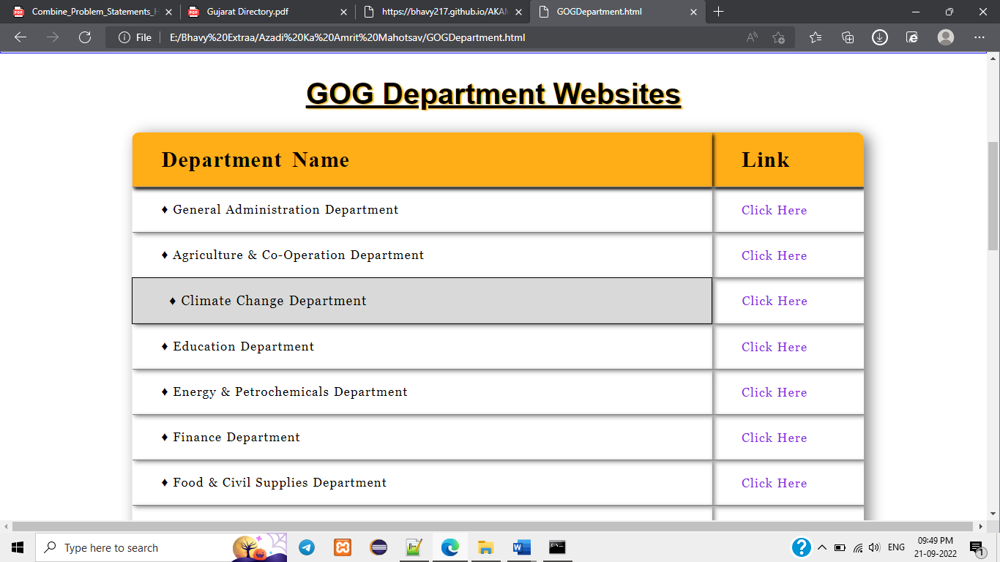 Combine_Problem_Statements_H
Gujarat Directory.pdf
https://bhavy217.github.io/AKAM
GOGDepartment.html
File
E:/Bhavy%20Extraa/Azadi%20Ka%20Amrit%20Mahotsav/GOGDepartment.html
GOG Department Websites
Department Name Link
♦ General Administration Department Click Here
♦ Agriculture & Co-Operation Department Click Here
♦ Climate Change Department Click Here
♦ Education Department Click Here
♦ Energy & Petrochemicals Department Click Here
♦ Finance Department Click Here
♦ Food & Civil Supplies Department Click Here
Type here to search
ENG
09:49 PM
21-09-2022
1